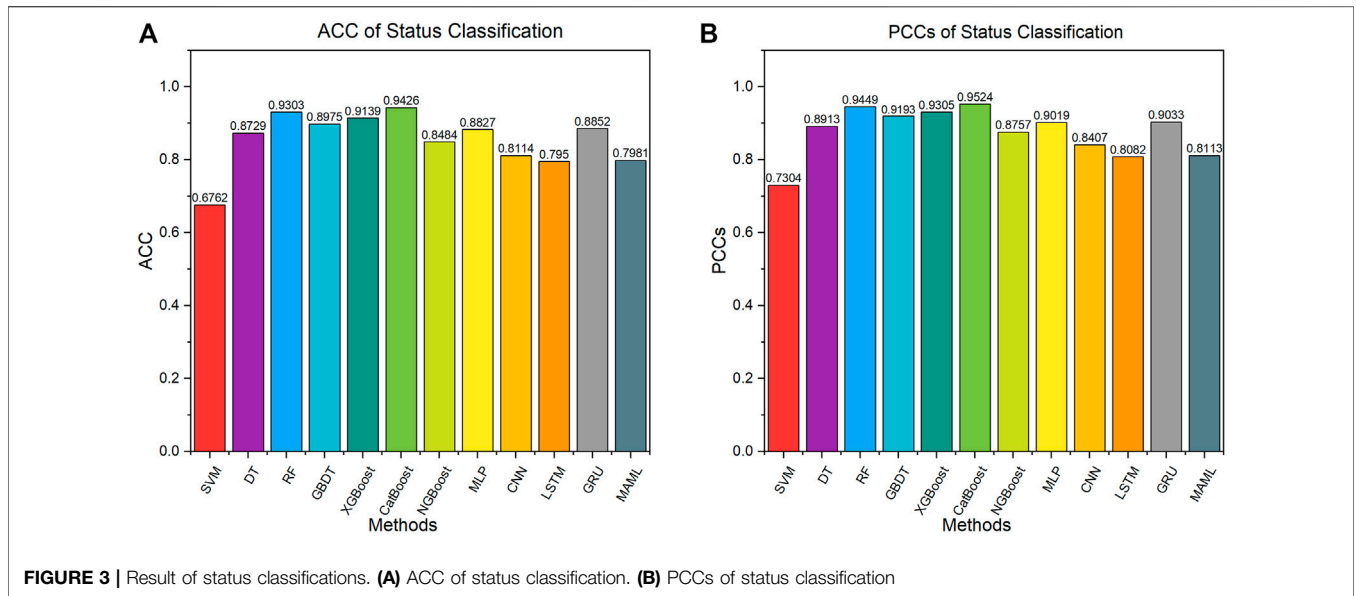 A
ACC of Status Classification
ACC
1.0
0.8
0.6
0.4
0.2
0.0
0.6762
0.8729
0.9303
0.8975
0.9139
0.9426
0.8484
0.8827
0.8114
0.795
0.8852
0.7981
SVM
DT
RF
GBDT
XGBoost
CatBoost
NGBoost
MLP
CNN
LSTM
GRU
MAML
Methods
B
PCCs of Status Classification
PCCs
1.0
0.8
0.6
0.4
0.2
0.0
0.7304
0.8913
0.9449
0.9193
0.9305
0.9524
0.8757
0.9019
0.8407
0.8082
0.9033
0.8113
SVM
DT
RF
GBDT
XGBoost
CatBoost
NGBoost
MLP
CNN
LSTM
GRU
MAML
Methods
FIGURE 3 | Result of status classifications. (A) ACC of status classification. (B) PCCs of status classification